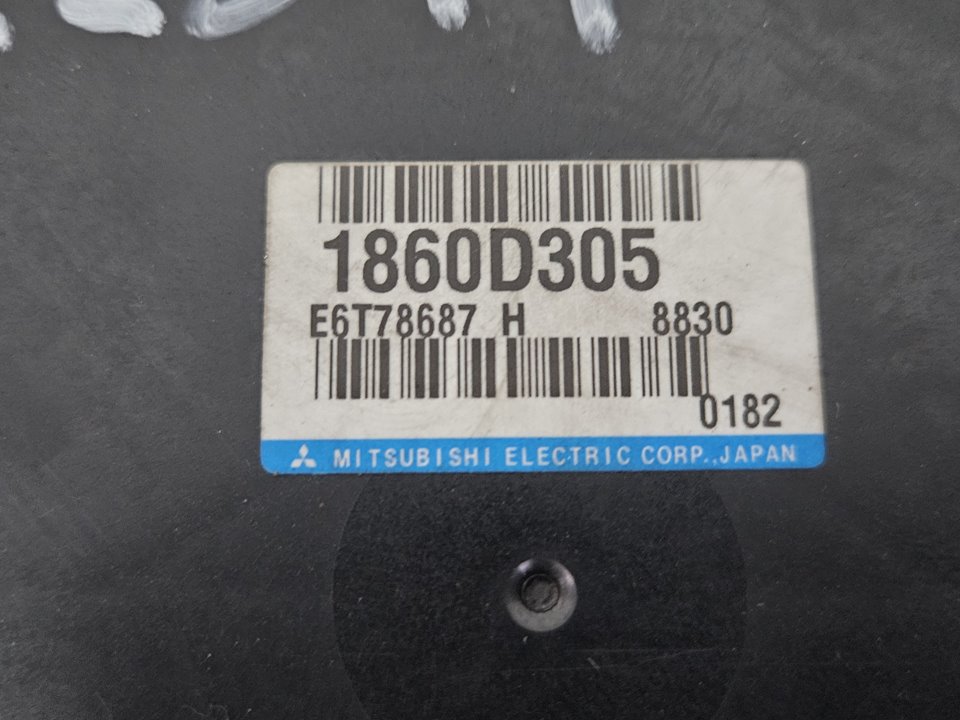 1860D305
E6T78687 H 8830
0182
MITSUBISHI ELECTRIC CORP.,JAPAN